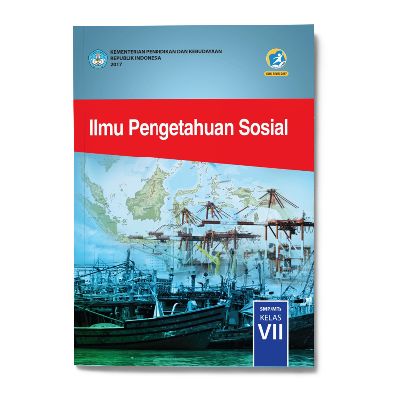 KEMENTERIAN PENDIDIKAN DAN KEBUDAYAAN
REPUBLIK INDONESIA
2017
Ilmu Pengetahuan Sosial
SMP/MTs
KELAS
VII